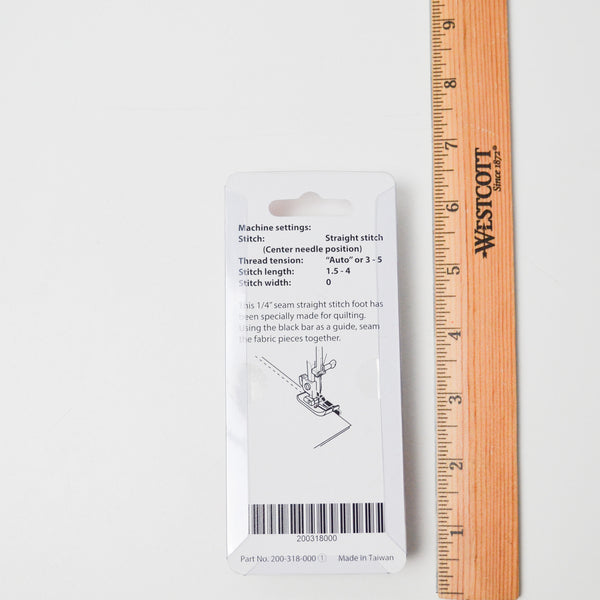 Machine settings:
Stitch: Straight stitch
(Center needle position)
Thread tension: "Auto" or 3 - 5
Stitch length: 1.5 - 4
Stitch width: 0
This 1/4" seam straight stitch foot has
been specially made for quilting.
Using the black bar as a guide, seam
the fabric pieces together.
200318000
Part No. 200-318-000 ① Made In Taiwan
9
8
7
6
5
4
3
2
1
WESTCOTT®
Since 1872